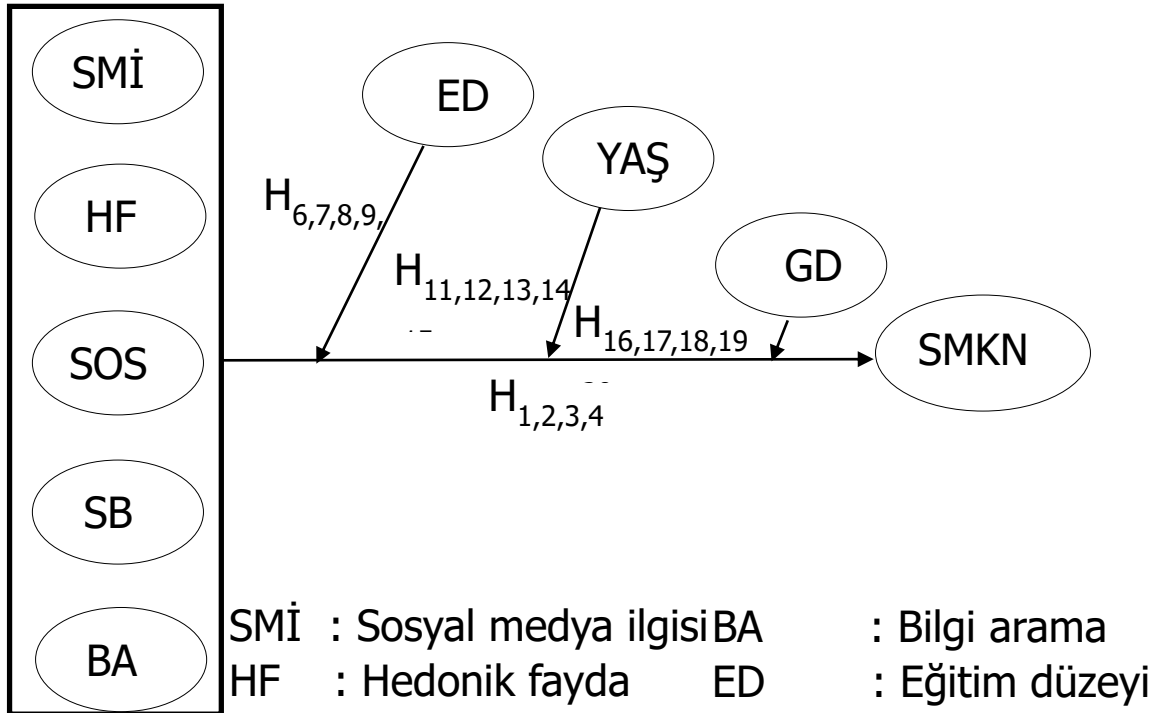 SMİ
ED
YAŞ
HF
H6,7,8,9,
H11,12,13,14
GD
H16,17,18,19
SOS
SMKN
H1,2,3,4
SB
BA
SMİ : Sosyal medya ilgisi BA : Bilgi arama
HF : Hedonik fayda ED : Eğitim düzeyi